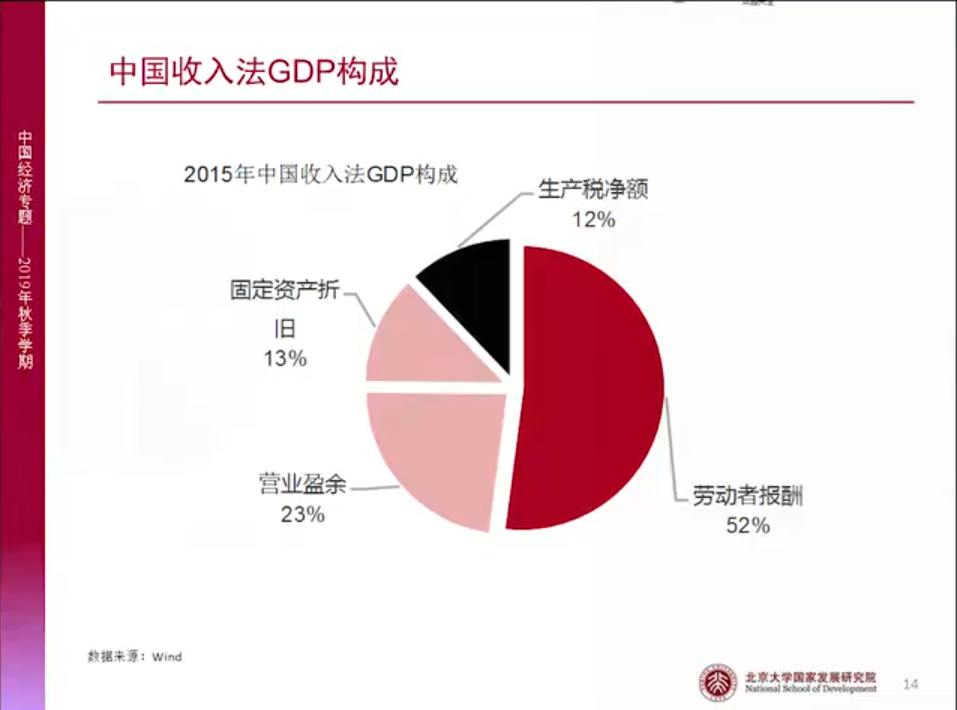 中国收入法GDP构成
中国经济专题——2019年秋季学期
2015年中国收入法GDP构成
生产税净额
12%
固定资产折
旧
13%
营业盈余
23%
劳动者报酬
52%
数据来源：Wind
北京大学国家发展研究院
National School of Development
14